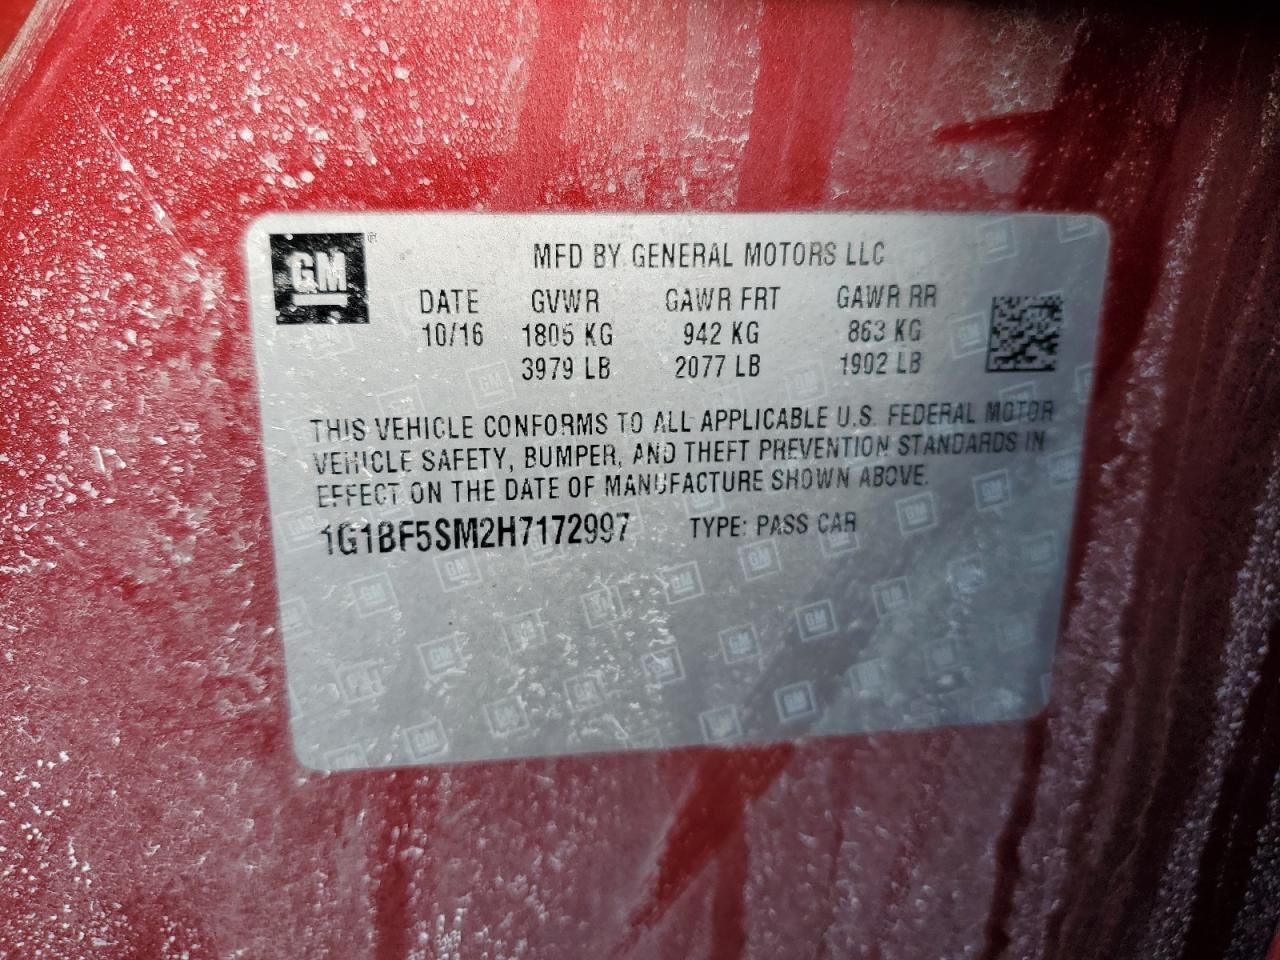 GM
MFD BY GENERAL MOTORS LLC
DATE GVWR GAWR FRT GAWR RR
10/16 1805 KG 942 KG 863 KG
3979 LB 2077 LB 1902 LB
THIS VEHICLE CONFORMS TO ALL APPLICABLE U.S. FEDERAL MOTOR
VEHICLE SAFETY, BUMPER, AND THEFT PREVENTION STANDARDS IN
EFFECT ON THE DATE OF MANUFACTURE SHOWN ABOVE.
1G1BF5SM2H7172997 TYPE: PASS CAR